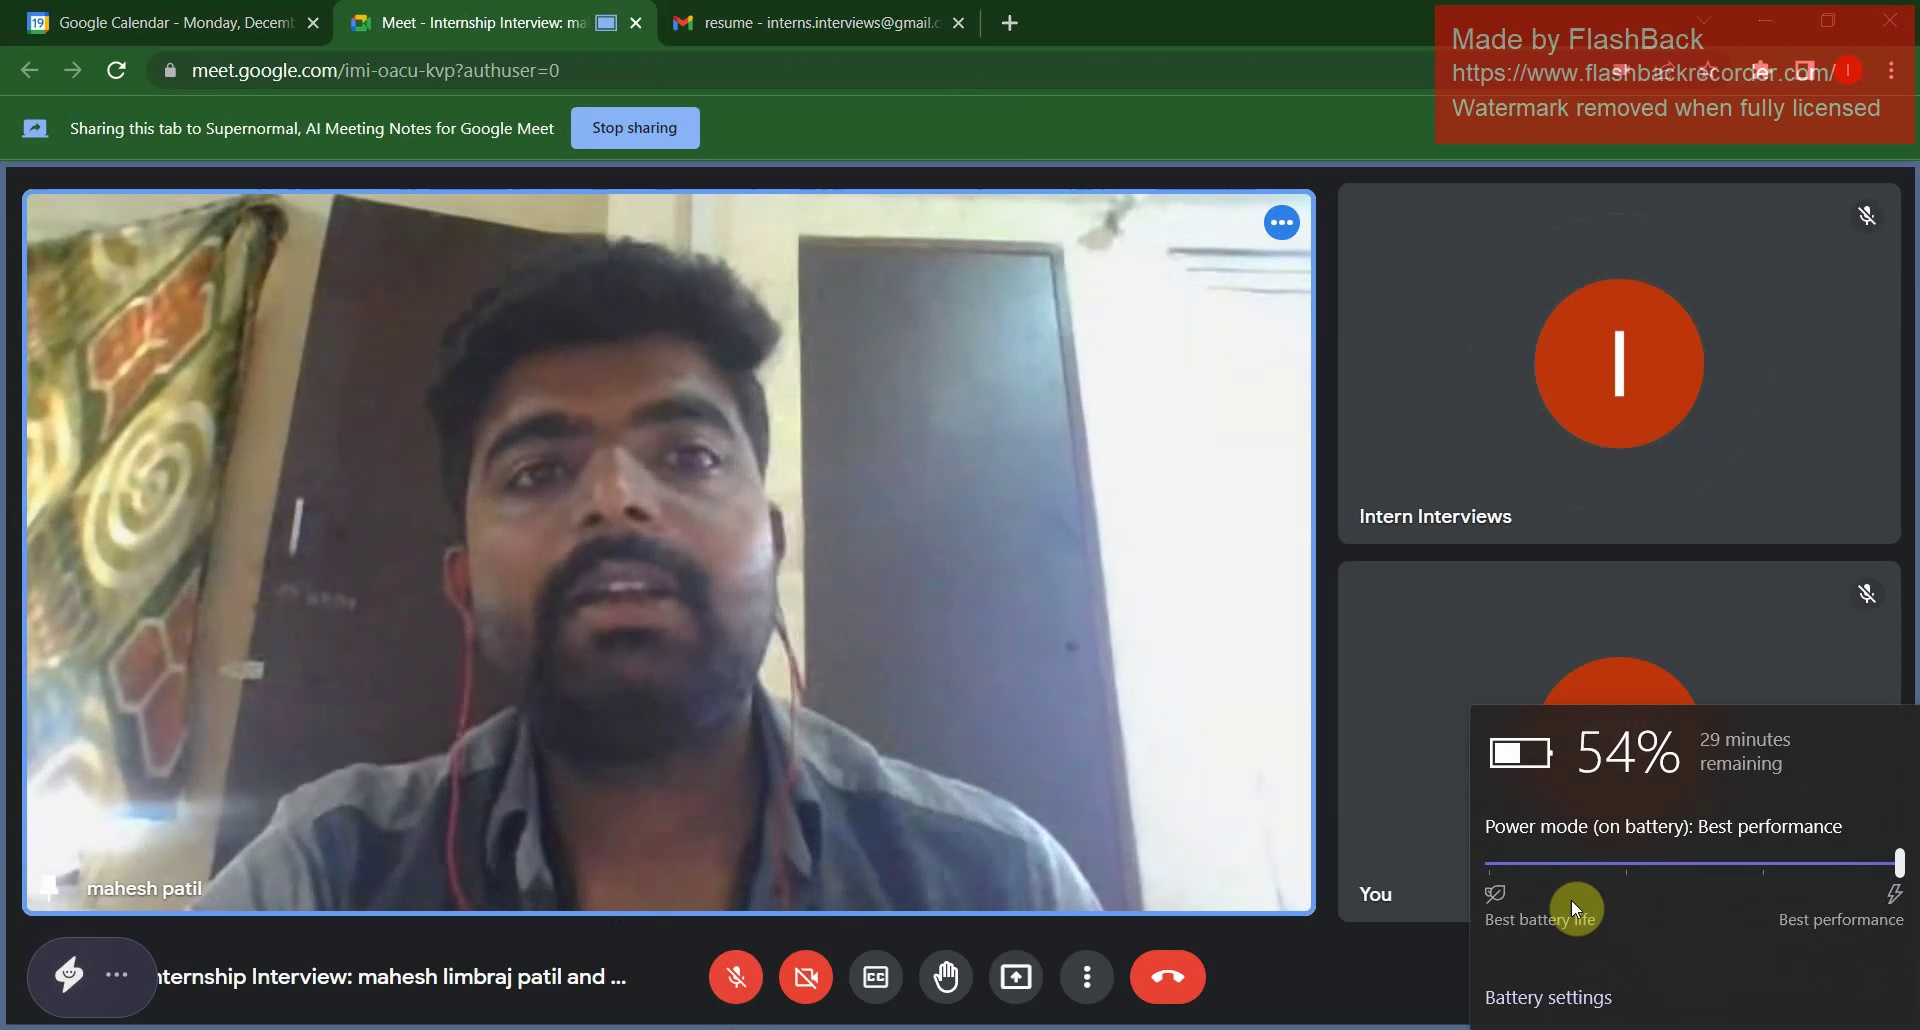 19
Google Calendar - Monday, Decemb
Meet - Internship Interview: ma
resume - interns.interviews@gmail.c
meet.google.com/imi-oacu-kvp?authuser=0
I
Made by FlashBack
https://www.flashbackrecorder.com/
Watermark removed when fully licensed
Sharing this tab to Supernormal, AI Meeting Notes for Google Meet
Stop sharing
I
Intern Interviews
mahesh patil
You
54%
29 minutes
remaining
Power mode (on battery): Best performance
Best battery life
Best performance
Battery settings
nternship Interview: mahesh limbraj patil and ...
CC